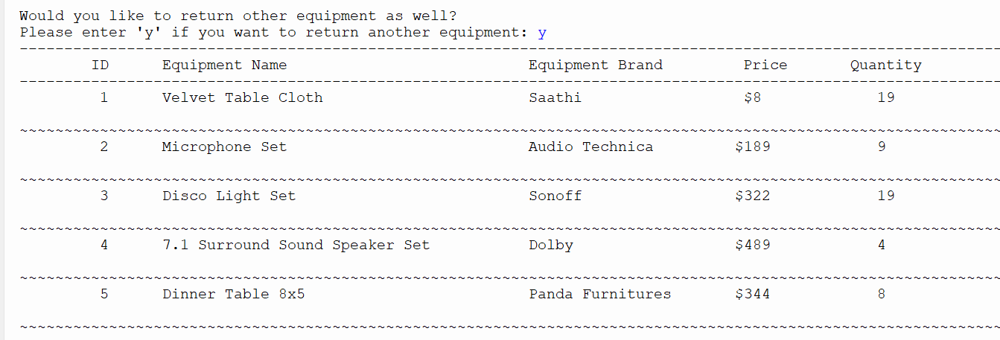 Would you like to return other equipment as well?
Please enter 'y' if you want to return another equipment: y
ID Equipment Name Equipment Brand Price Quantity
1 Velvet Table Cloth Saathi $8 19
2 Microphone Set Audio Technica $189 9
3 Disco Light Set Sonoff $322 19
4 7.1 Surround Sound Speaker Set Dolby $489 4
5 Dinner Table 8x5 Panda Furnitures $344 8